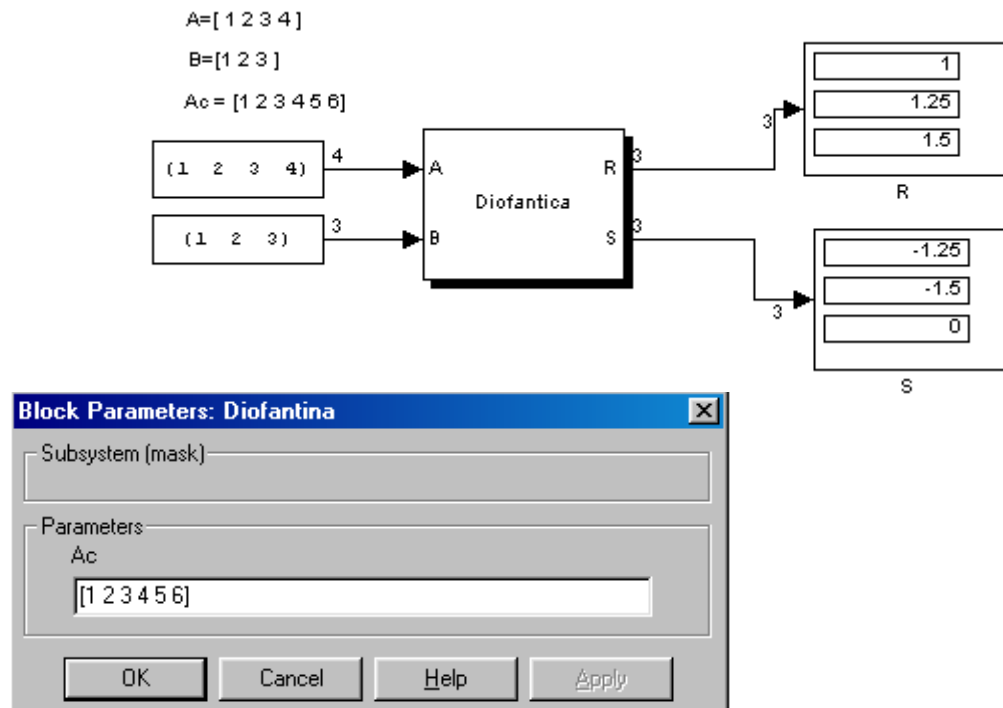 A=[ 1 2 3 4 ]
B=[1 2 3 ]
Ac = [1 2 3 4 5 6]
(1 2 3 4)
4
A
R
3
3
1
1.25
1.5
R
Diofantica
(1 2 3)
3
B
S
3
3
-1.25
-1.5
0
S
Block Parameters: Diofantina
Subsystem (mask)
Parameters
Ac
[1 2 3 4 5 6]
OK
Cancel
Help
Apply